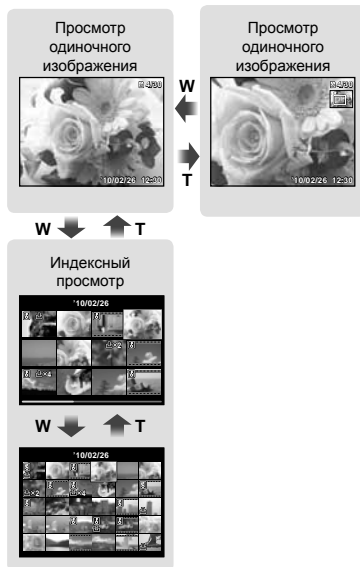 Просмотр
одиночного
изображения
4/30
'10/02/26 12:30
W
T
Просмотр
одиночного
изображения
4/30
'10/02/26 12:30
W T
Индексный
просмотр
'10/02/26
×2
×4
W T
'10/02/26
×2 ×4